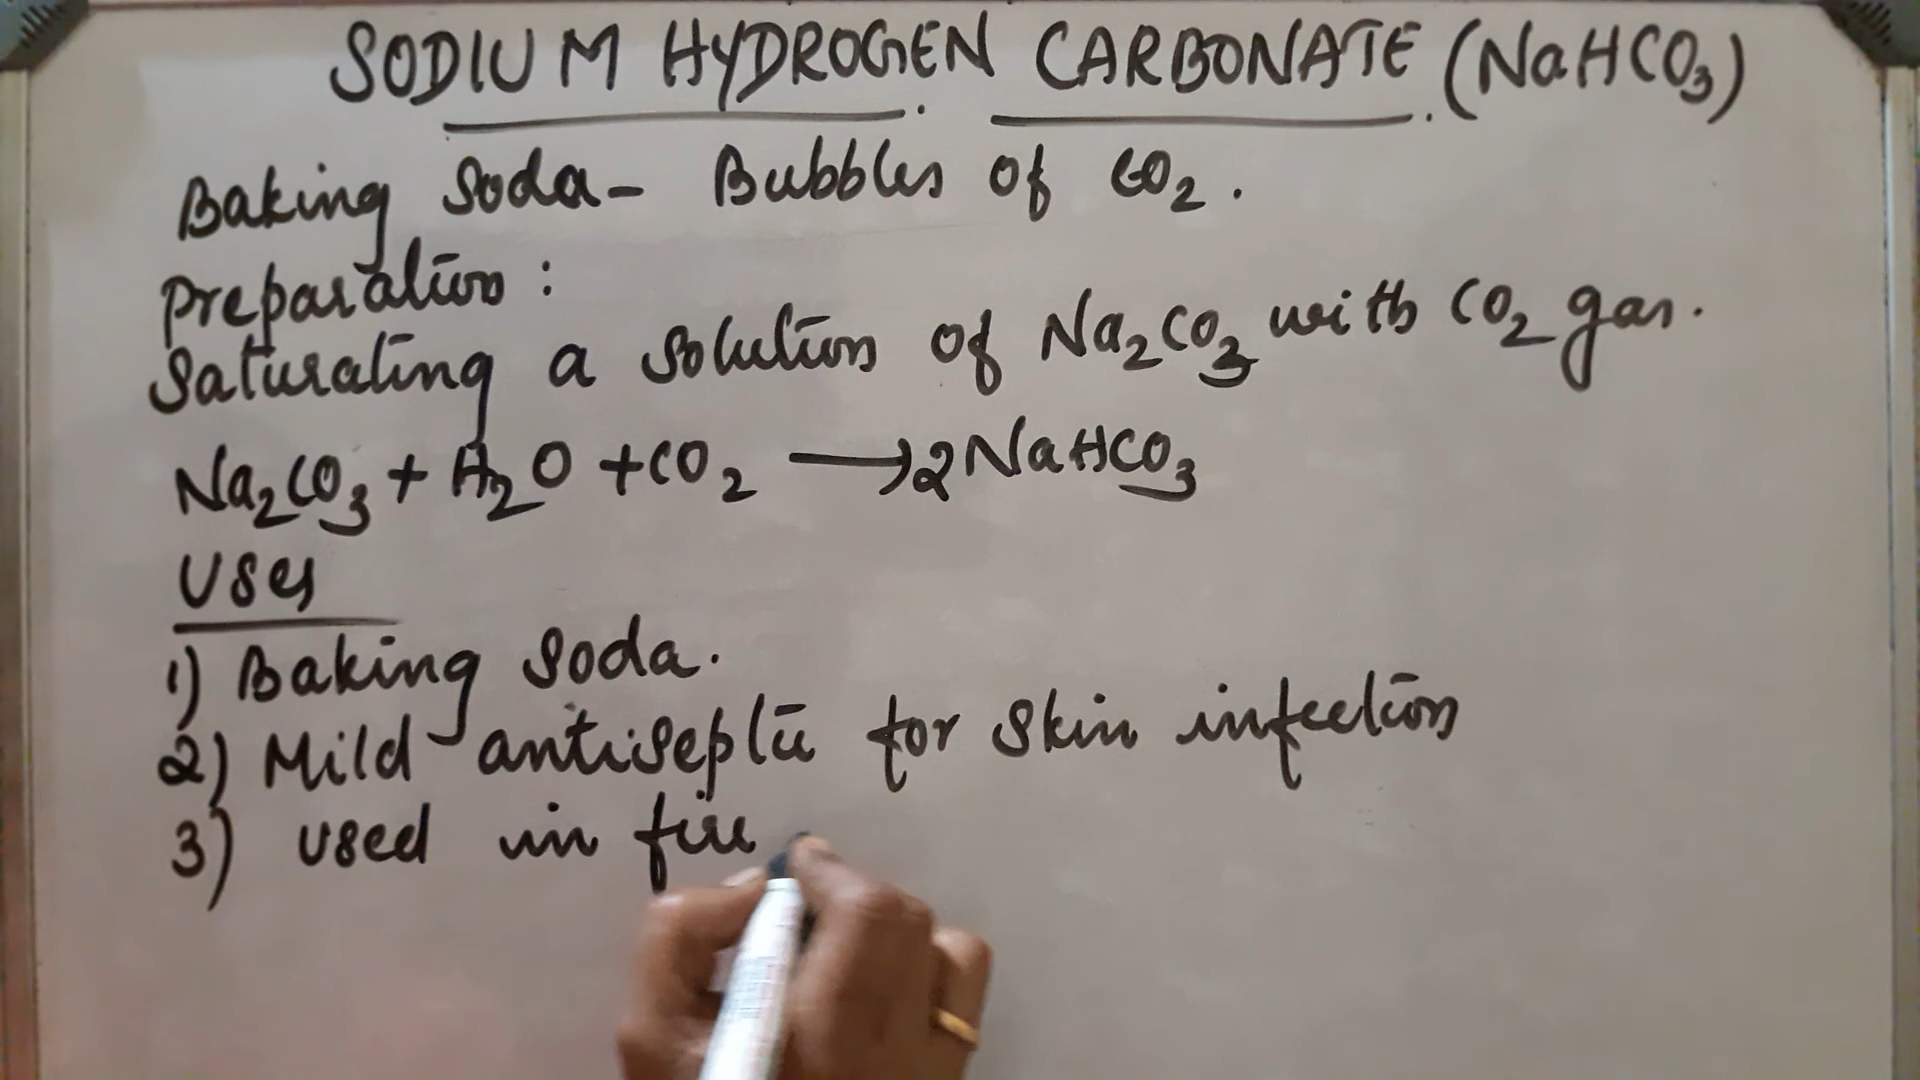 SODIUM HYDROGEN CARBONATE (NaHCO₃)
Baking Soda - Bubbles of CO₂.
Preparation :
Saturating a solution of Na₂CO₃ with CO₂ gas.
Na₂CO₃ + H₂O + CO₂ ⟶ 2NaHCO₃
Uses
1) Baking soda.
2) Mild antiseptic for skin infection
3) used in fire